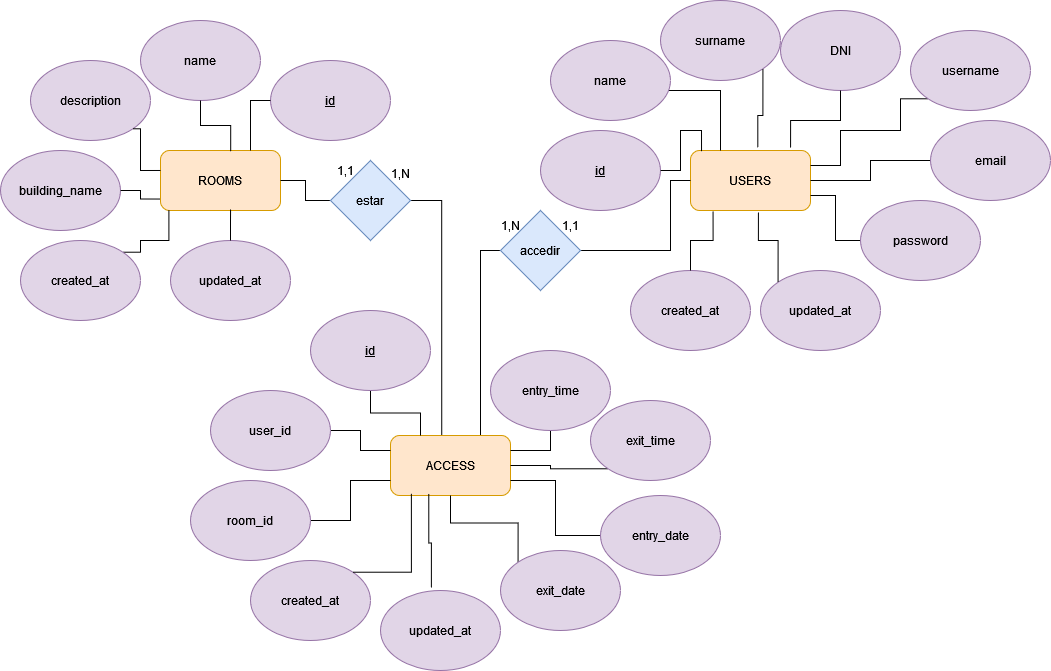 surname
DNI
name
name
username
description
id
email
id
ROOMS
1,1
1,N
USERS
building_name
estar
1,N
1,1
password
accedir
created_at
updated_at
created_at
updated_at
id
entry_time
user_id
exit_time
ACCESS
room_id
entry_date
exit_date
created_at
updated_at